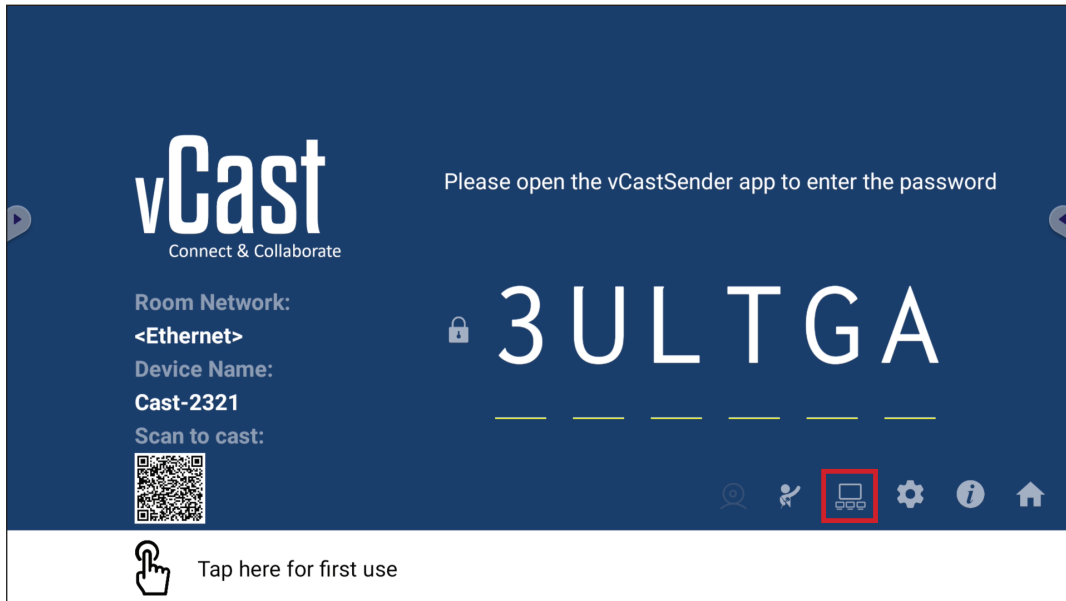 vCast
Connect & Collaborate
Please open the vCastSender app to enter the password
Room Network:
<Ethernet>
Device Name:
Cast-2321
Scan to cast:
3ULTGA
Tap here for first use